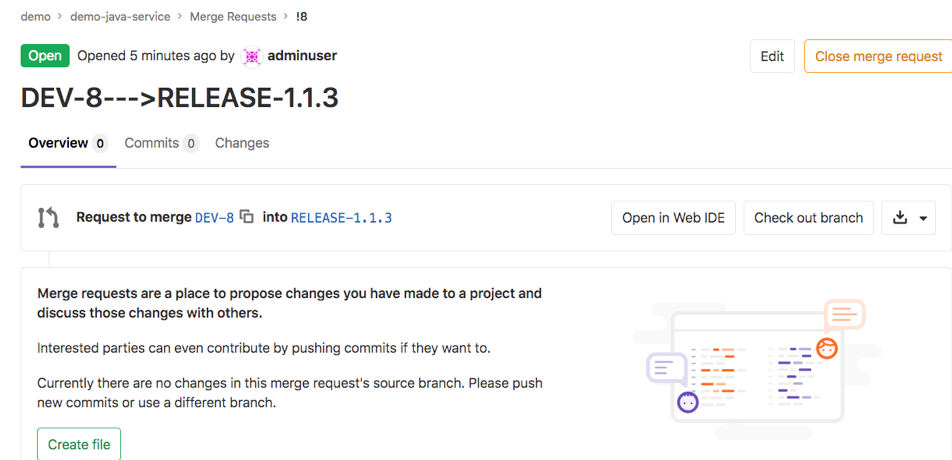 demo > demo-java-service > Merge Requests > !8
Open Opened 5 minutes ago by adminuser Edit Close merge request
DEV-8--->RELEASE-1.1.3
Overview 0 Commits 0 Changes
Request to merge DEV-8 into RELEASE-1.1.3 Open in Web IDE Check out branch
Merge requests are a place to propose changes you have made to a project and
discuss those changes with others.
Interested parties can even contribute by pushing commits if they want to.
Currently there are no changes in this merge request's source branch. Please push
new commits or use a different branch.
Create file